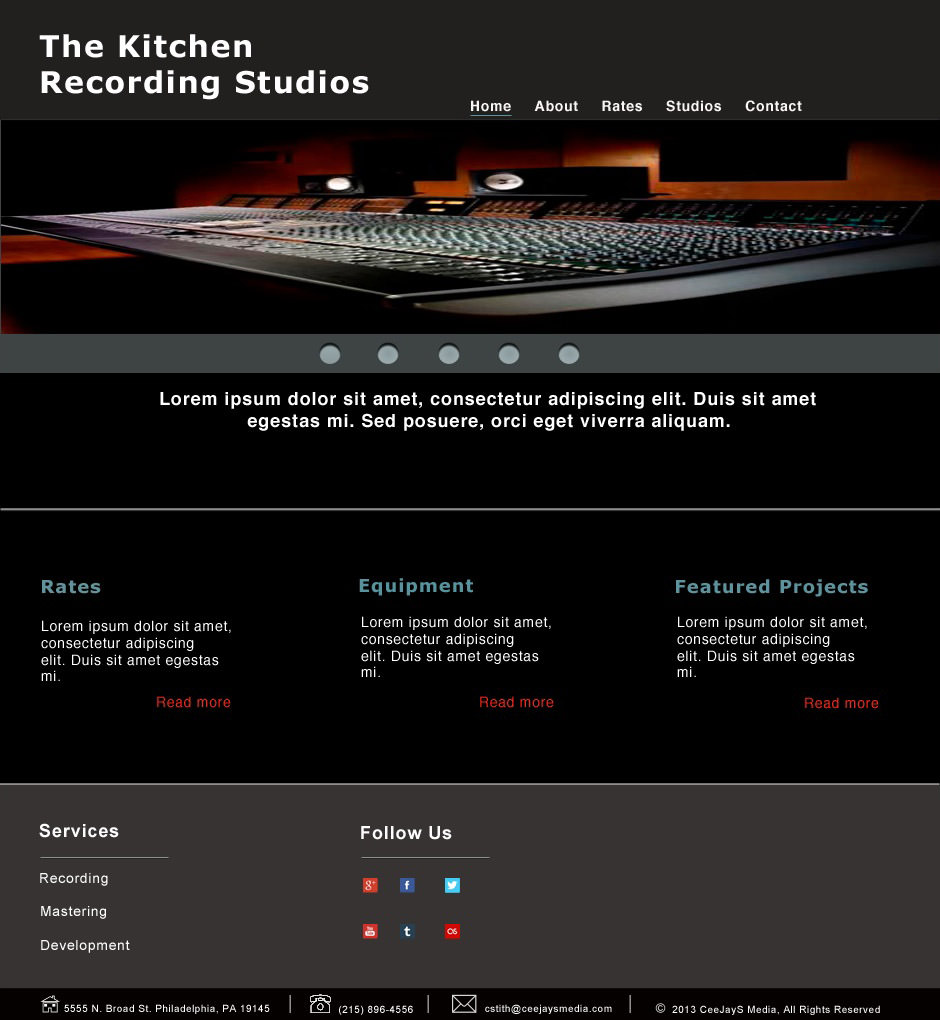 The Kitchen
Recording Studios
Home About Rates Studios Contact
Lorem ipsum dolor sit amet, consectetur adipiscing elit. Duis sit amet
egestas mi. Sed posuere, orci eget viverra aliquam.
Rates
Lorem ipsum dolor sit amet,
consectetur adipiscing
elit. Duis sit amet egestas
mi.
Read more
Equipment
Lorem ipsum dolor sit amet,
consectetur adipiscing
elit. Duis sit amet egestas
mi.
Read more
Featured Projects
Lorem ipsum dolor sit amet,
consectetur adipiscing
elit. Duis sit amet egestas
mi.
Read more
Services
Recording
Mastering
Development
Follow Us
g+ f
You Tube t os
5555 N. Broad St. Philadelphia, PA 19145 | (215) 896-4556 | cstith@ceejaysmedia.com | © 2013 CeeJayS Media, All Rights Reserved